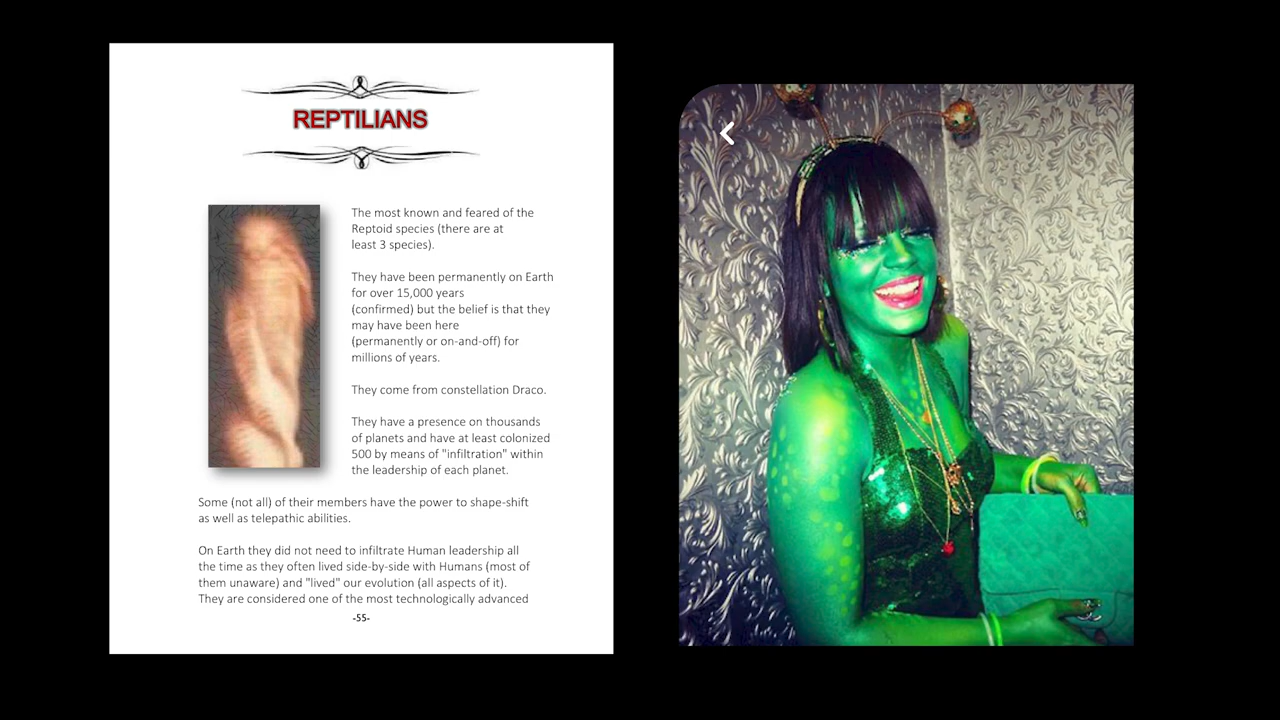 REPTILIANS
The most known and feared of the
Reptoid species (there are at
least 3 species).
They have been permanently on Earth
for over 15,000 years
(confirmed) but the belief is that they
may have been here
(permanently or on-and-off) for
millions of years.
They come from constellation Draco.
They have a presence on thousands
of planets and have at least colonized
500 by means of "infiltration" within
the leadership of each planet.
Some (not all) of their members have the power to shape-shift
as well as telepathic abilities.
On Earth they did not need to infiltrate Human leadership all
the time as they often lived side-by-side with Humans (most of
them unaware) and "lived" our evolution (all aspects of it).
They are considered one of the most technologically advanced
-55-